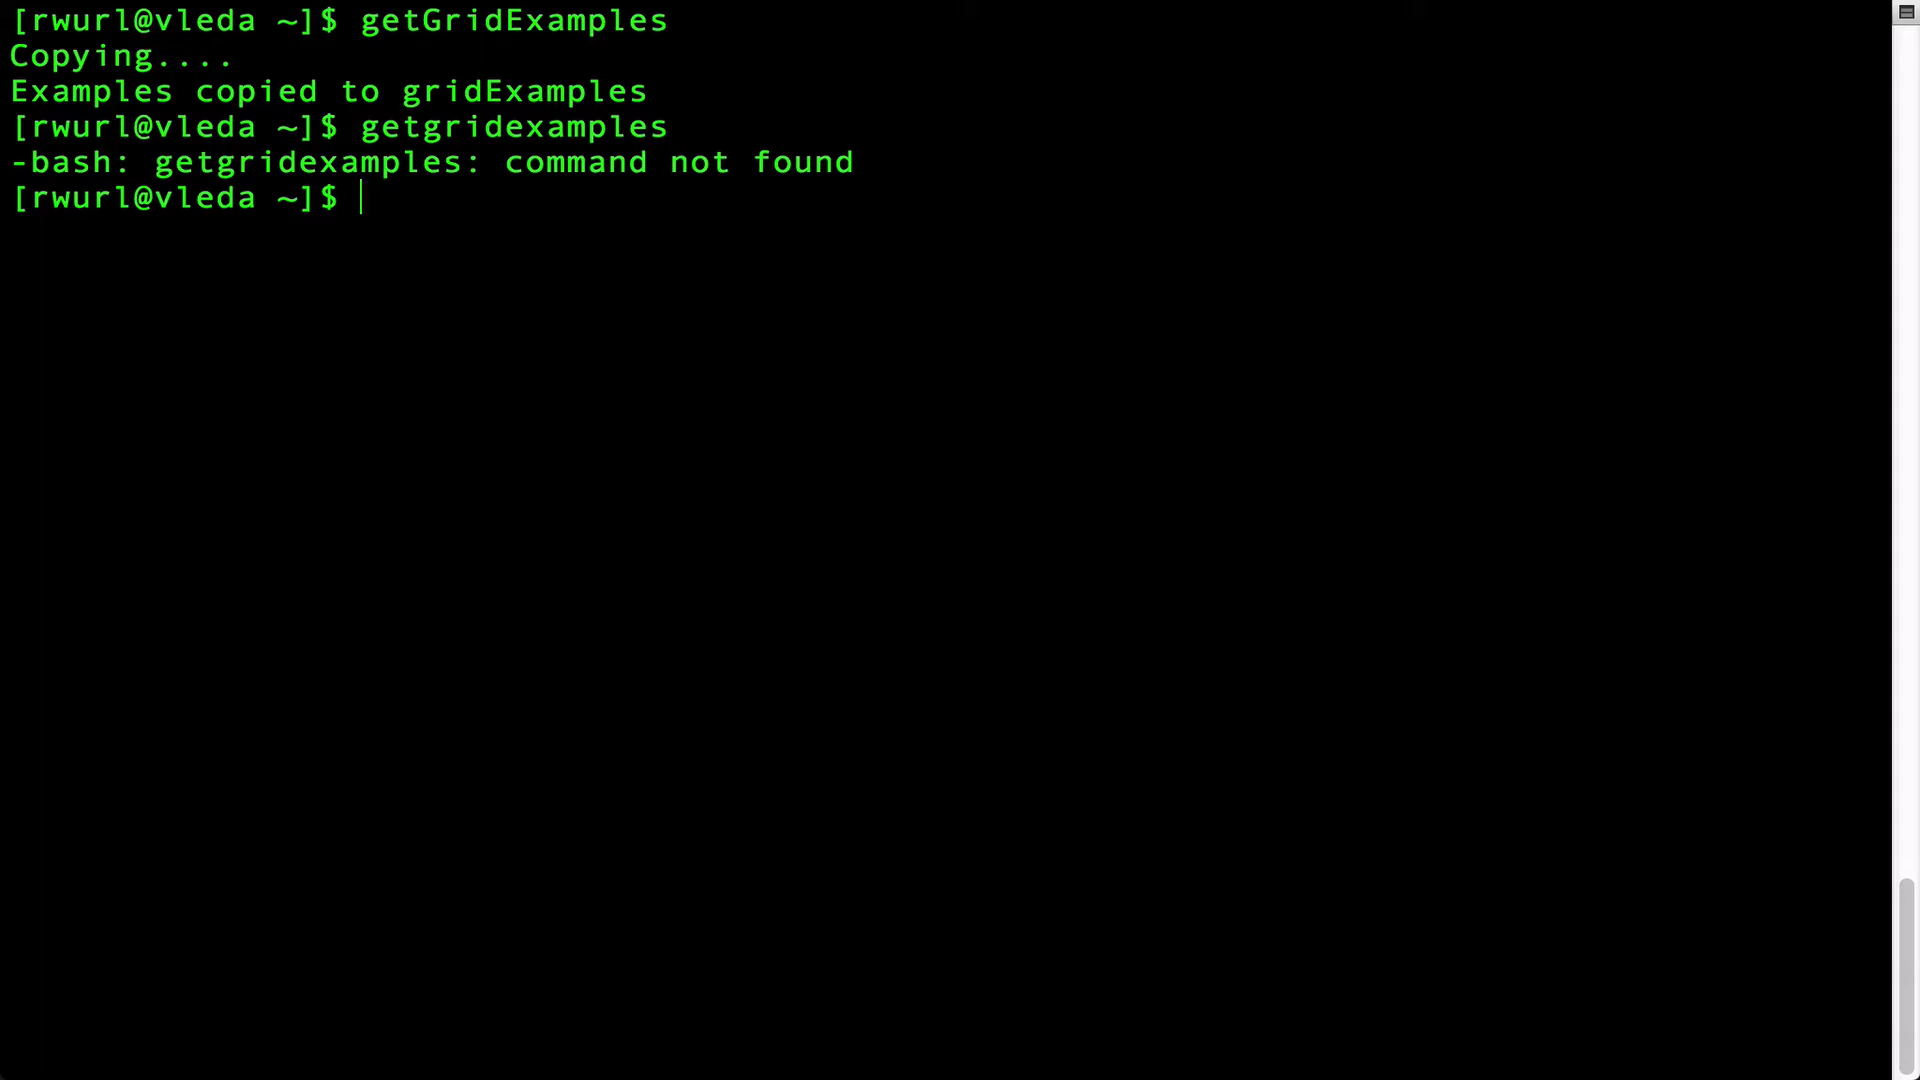 [rwurl@vleda ~]$ getGridExamples
Copying....
Examples copied to gridExamples
[rwurl@vleda ~]$ getgridexamples
-bash: getgridexamples: command not found
[rwurl@vleda ~]$